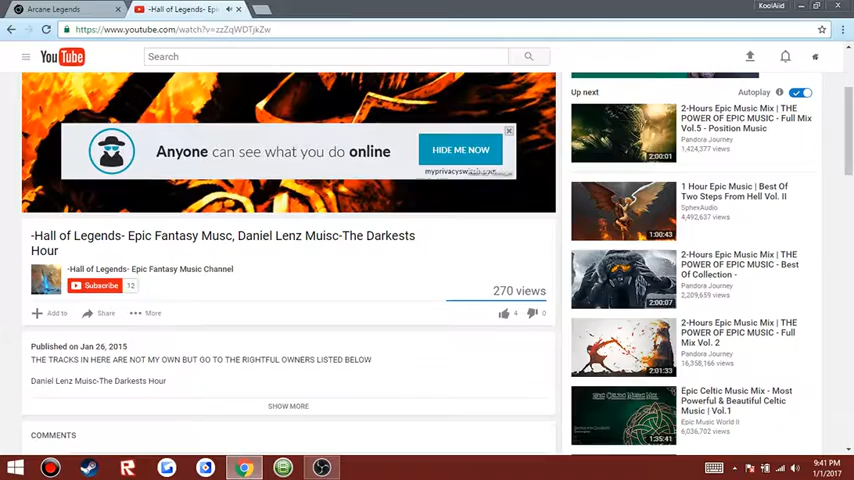 Arcane Legends
-Hall of Legends- Epi
KoolAid
https://www.youtube.com/watch?v=zzZqWDTjkZw
YouTube
Search
Up next
Autoplay
Anyone can see what you do online
HIDE ME NOW
2-Hours Epic Music Mix | THE
POWER OF EPIC MUSIC - Full Mix
Vol.5 - Position Music
Pandora Journey
1,424,377 views
2:00:01
1 Hour Epic Music | Best Of
Two Steps From Hell Vol. II
SphexAudio
4,492,637 views
1:00:43
-Hall of Legends- Epic Fantasy Musc, Daniel Lenz Muisc-The Darkests
Hour
-Hall of Legends- Epic Fantasy Music Channel
Subscribe 12
270 views
Add to
Share
More
4
0
2-Hours Epic Music Mix | THE
POWER OF EPIC MUSIC - Best
Of Collection -
Pandora Journey
2,209,659 views
2:00:07
Published on Jan 26, 2015
THE TRACKS IN HERE ARE NOT MY OWN BUT GO TO THE RIGHTFUL OWNERS LISTED BELOW
Daniel Lenz Muisc-The Darkests Hour
SHOW MORE
2-Hours Epic Music Mix | THE
POWER OF EPIC MUSIC - Full
Mix Vol. 2
Pandora Journey
16,358,166 views
2:01:33
Epic Celtic Music Mix - Most
Powerful & Beautiful Celtic
Music | Vol.1
Epic Music World II
6,036,702 views
1:35:41
COMMENTS
9:41 PM
1/1/2017